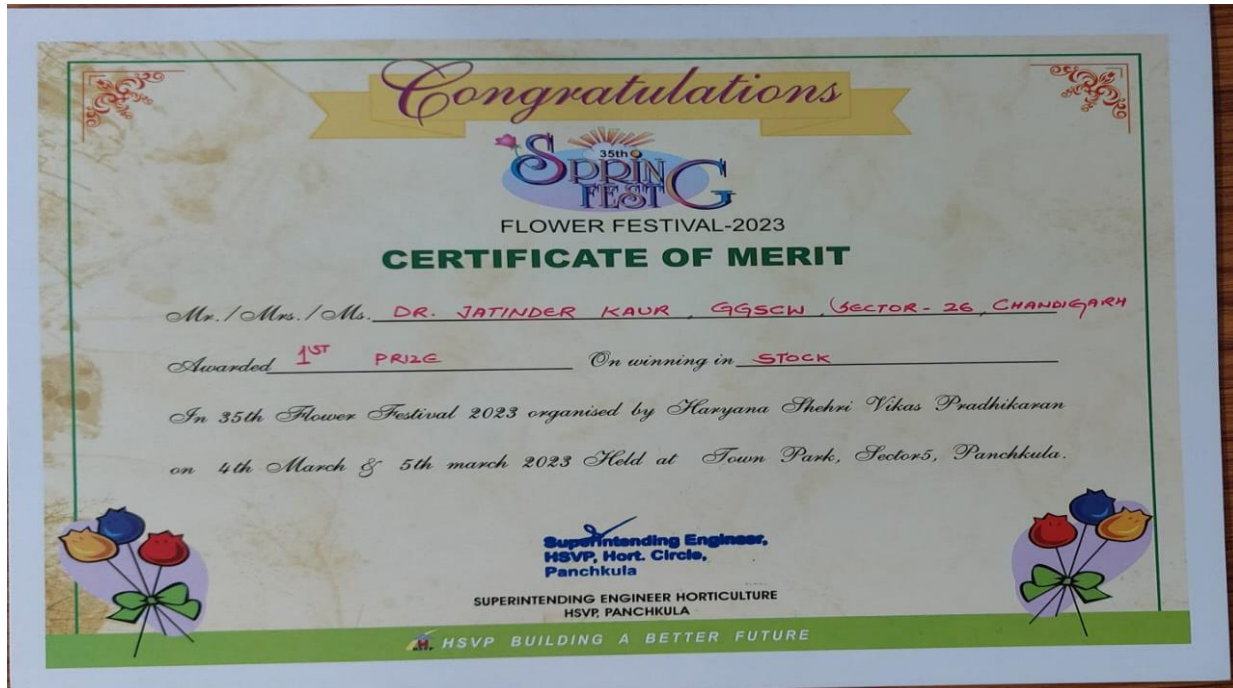 Congratulations
35th
SPRING
FEST
FLOWER FESTIVAL-2023
CERTIFICATE OF MERIT
Mr./Mrs./Ms. DR. JATINDER KAUR, GGSCW, SECTOR-26, CHANDIGARH
Awarded 1ST PRIZE On winning in STOCK
In 35th Flower Festival 2023 organised by Haryana Shehri Vikas Pradhikaran
on 4th March & 5th march 2023 Held at Town Park, Sector5, Panchkula.
Superintending Engineer,
HSVP, Hort. Circle,
Panchkula
SUPERINTENDING ENGINEER HORTICULTURE
HSVP, PANCHKULA
HSVP BUILDING A BETTER FUTURE